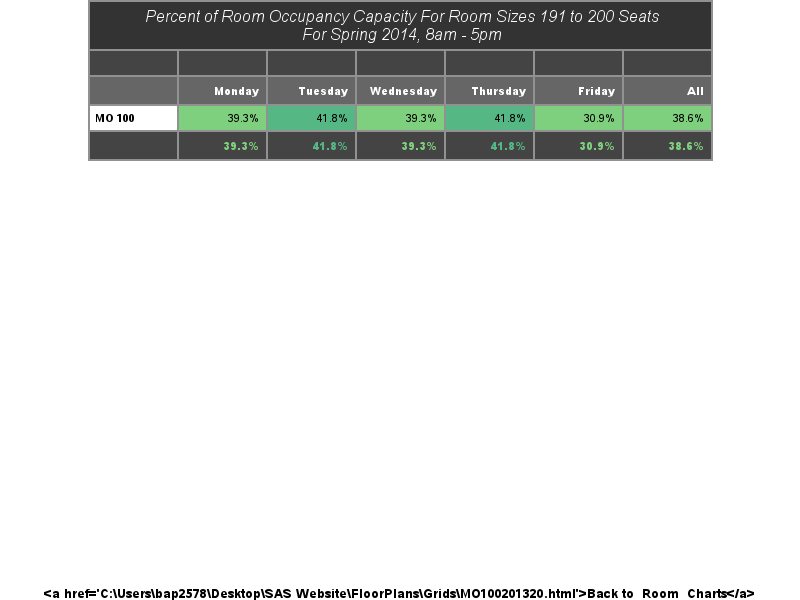 Percent of Room Occupancy Capacity For Room Sizes 191 to 200 Seats
For Spring 2014, 8am - 5pm
Monday Tuesday Wednesday Thursday Friday All
MO 100 39.3% 41.8% 39.3% 41.8% 30.9% 38.6%
39.3% 41.8% 39.3% 41.8% 30.9% 38.6%
<a href='C:\Users\bap2578\Desktop\SAS Website\FloorPlans\Grids\MO100201320.html'>Back to Room Charts</a>